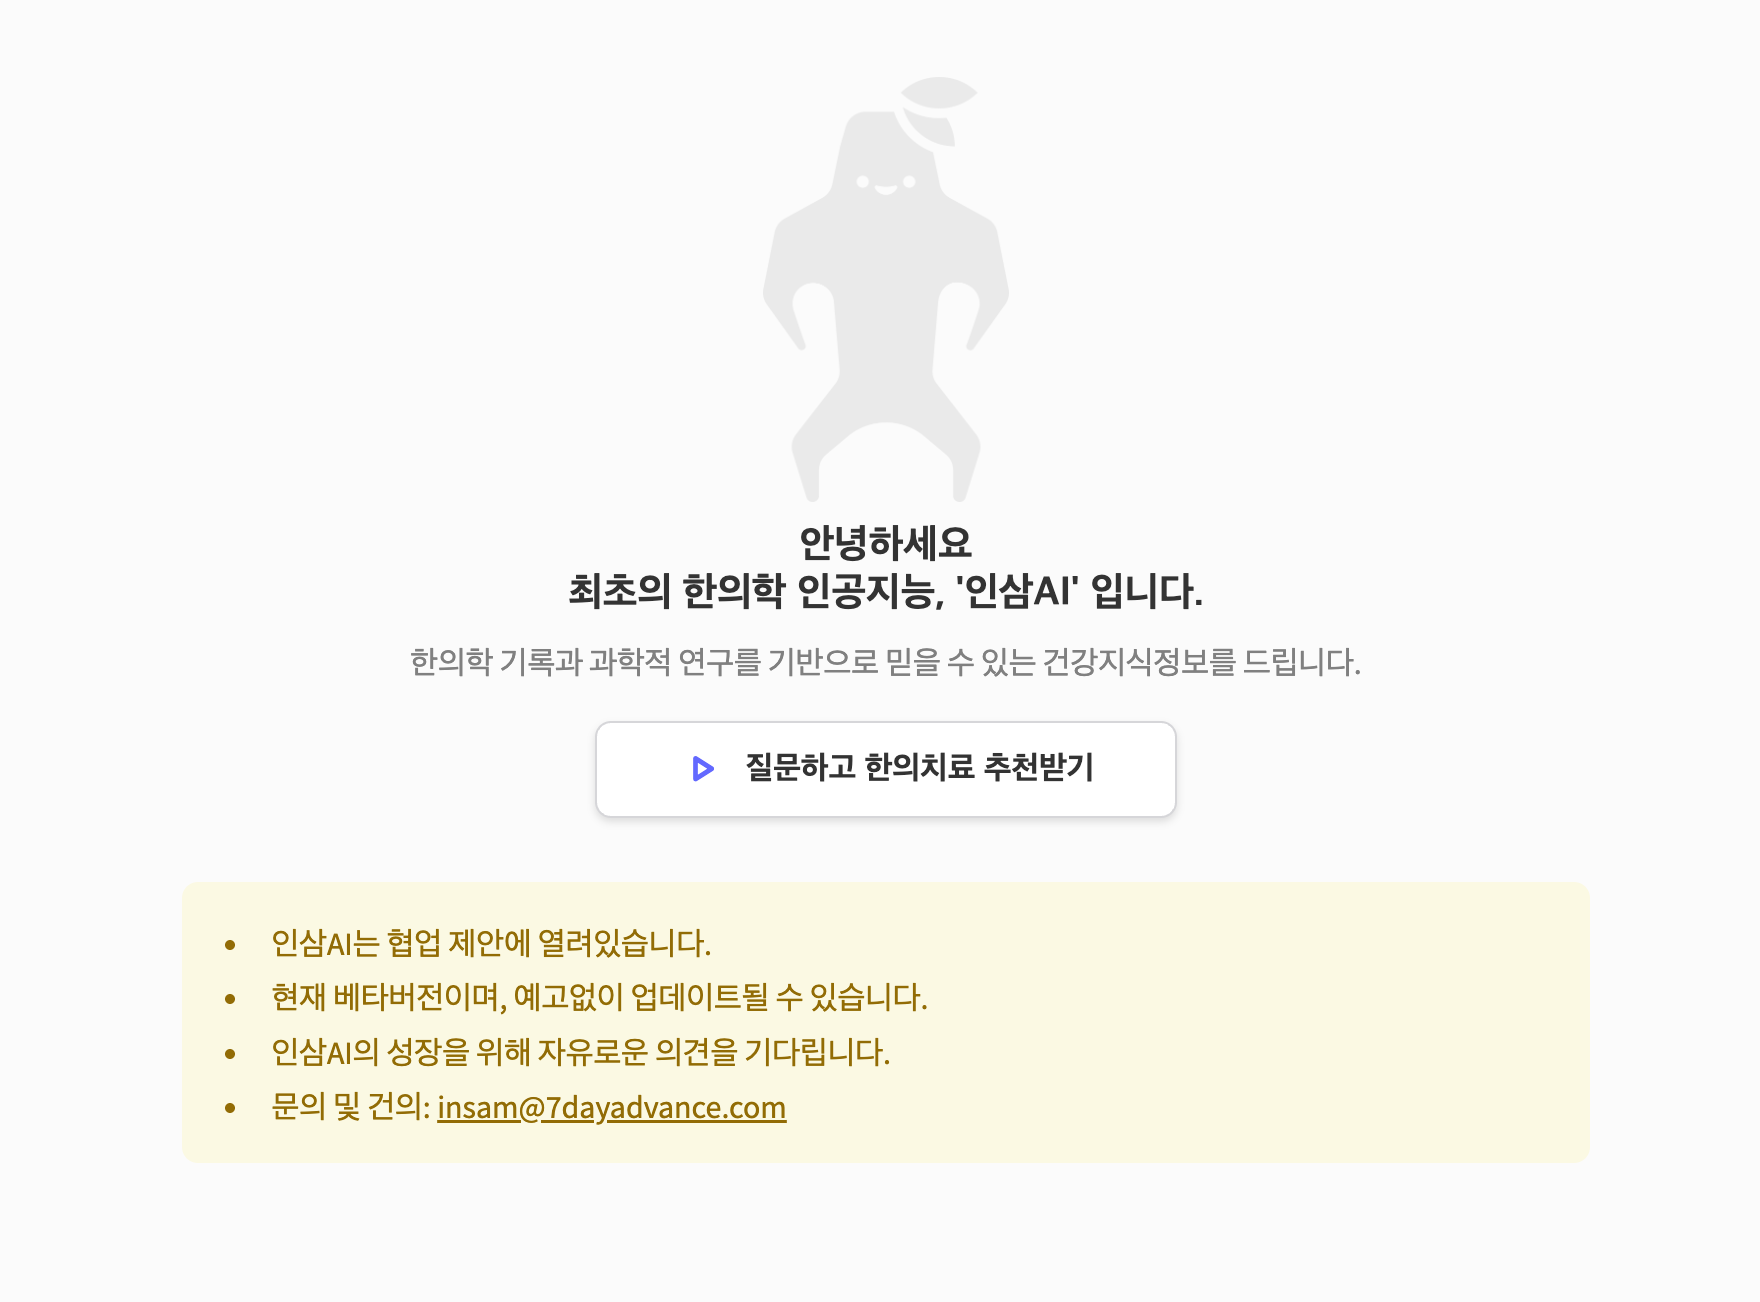 안녕하세요
최초의 한의학 인공지능, '인삼AI' 입니다.
한의학 기록과 과학적 연구를 기반으로 믿을 수 있는 건강지식정보를 드립니다.
질문하고 한의치료 추천받기
• 인삼AI는 협업 제안에 열려있습니다.
• 현재 베타버전이며, 예고없이 업데이트될 수 있습니다.
• 인삼AI의 성장을 위해 자유로운 의견을 기다립니다.
• 문의 및 건의: insam@7dayadvance.com